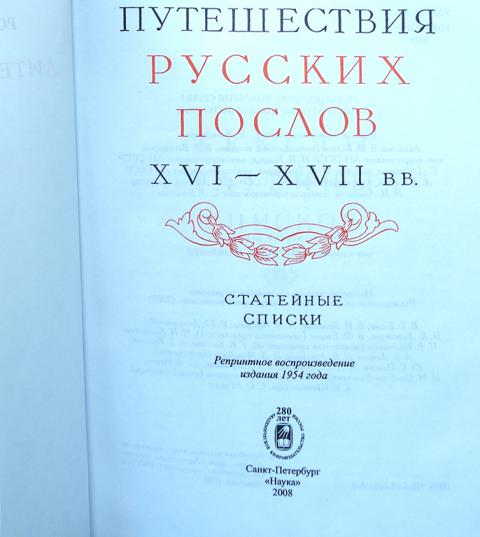 ПУТЕШЕСТВИЯ
РУССКИХ
ПОСЛОВ
XVI–XVII ВВ.
СТАТЕЙНЫЕ
СПИСКИ
Репринтное воспроизведение
издания 1954 года
280
лет
Санкт-Петербург
«Наука»
2008